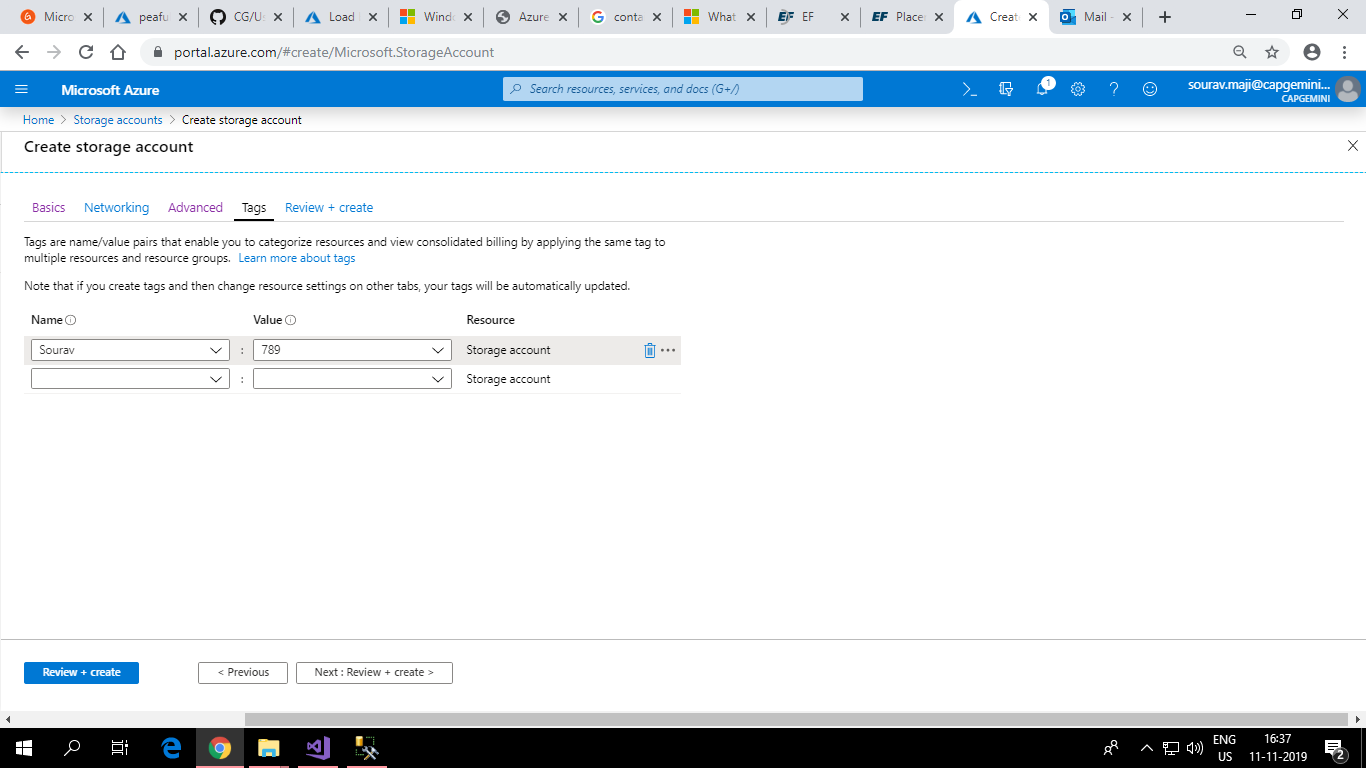 Micro peafu CG/U Load Wind Azure conta What EF EF EF Place Creat Mail -
portal.azure.com/#create/Microsoft.StorageAccount
Microsoft Azure Search resources, services, and docs (G+/) 1 ? sourav.maji@capgemini...
CAPGEMINI
Home > Storage accounts > Create storage account
Create storage account
Basics Networking Advanced Tags Review + create
Tags are name/value pairs that enable you to categorize resources and view consolidated billing by applying the same tag to
multiple resources and resource groups. Learn more about tags
Note that if you create tags and then change resource settings on other tabs, your tags will be automatically updated.
Name Value Resource
Sourav : 789 Storage account
: Storage account
Review + create < Previous Next : Review + create >
ENG 16:37
US 11-11-2019 2